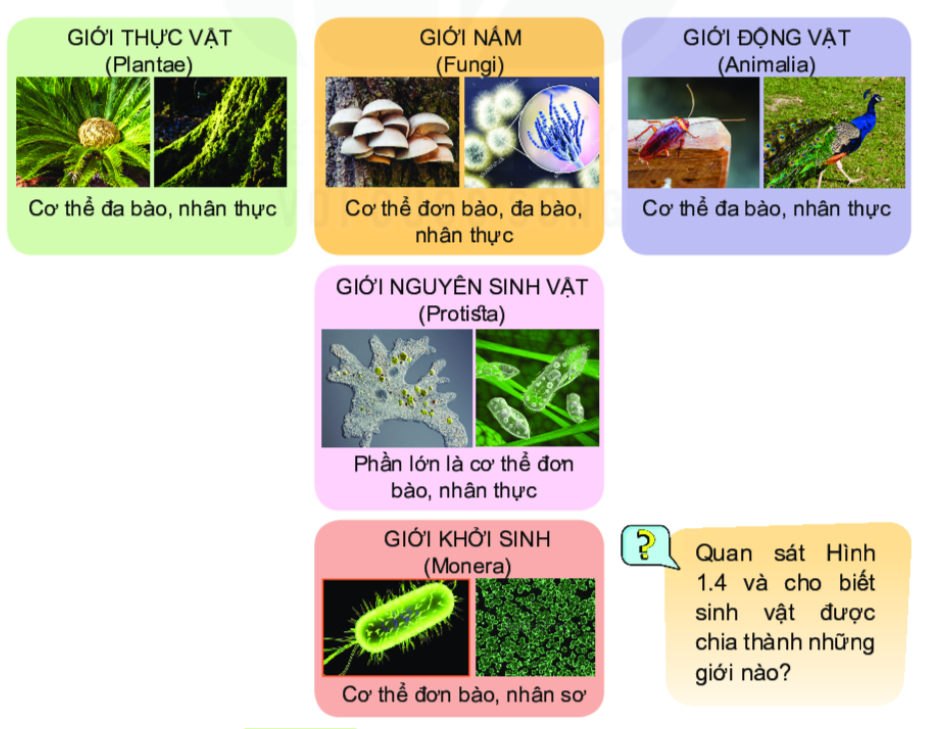 GIỚI THỰC VẬT
(Plantae)
Cơ thể đa bào, nhân thực
GIỚI NẤM
(Fungi)
Cơ thể đơn bào, đa bào,
nhân thực
GIỚI ĐỘNG VẬT
(Animalia)
Cơ thể đa bào, nhân thực
GIỚI NGUYÊN SINH VẬT
(Protista)
Phần lớn là cơ thể đơn
bào, nhân thực
GIỚI KHỞI SINH
(Monera)
Cơ thể đơn bào, nhân sơ
?
Quan sát Hình
1.4 và cho biết
sinh vật được
chia thành những
giới nào?